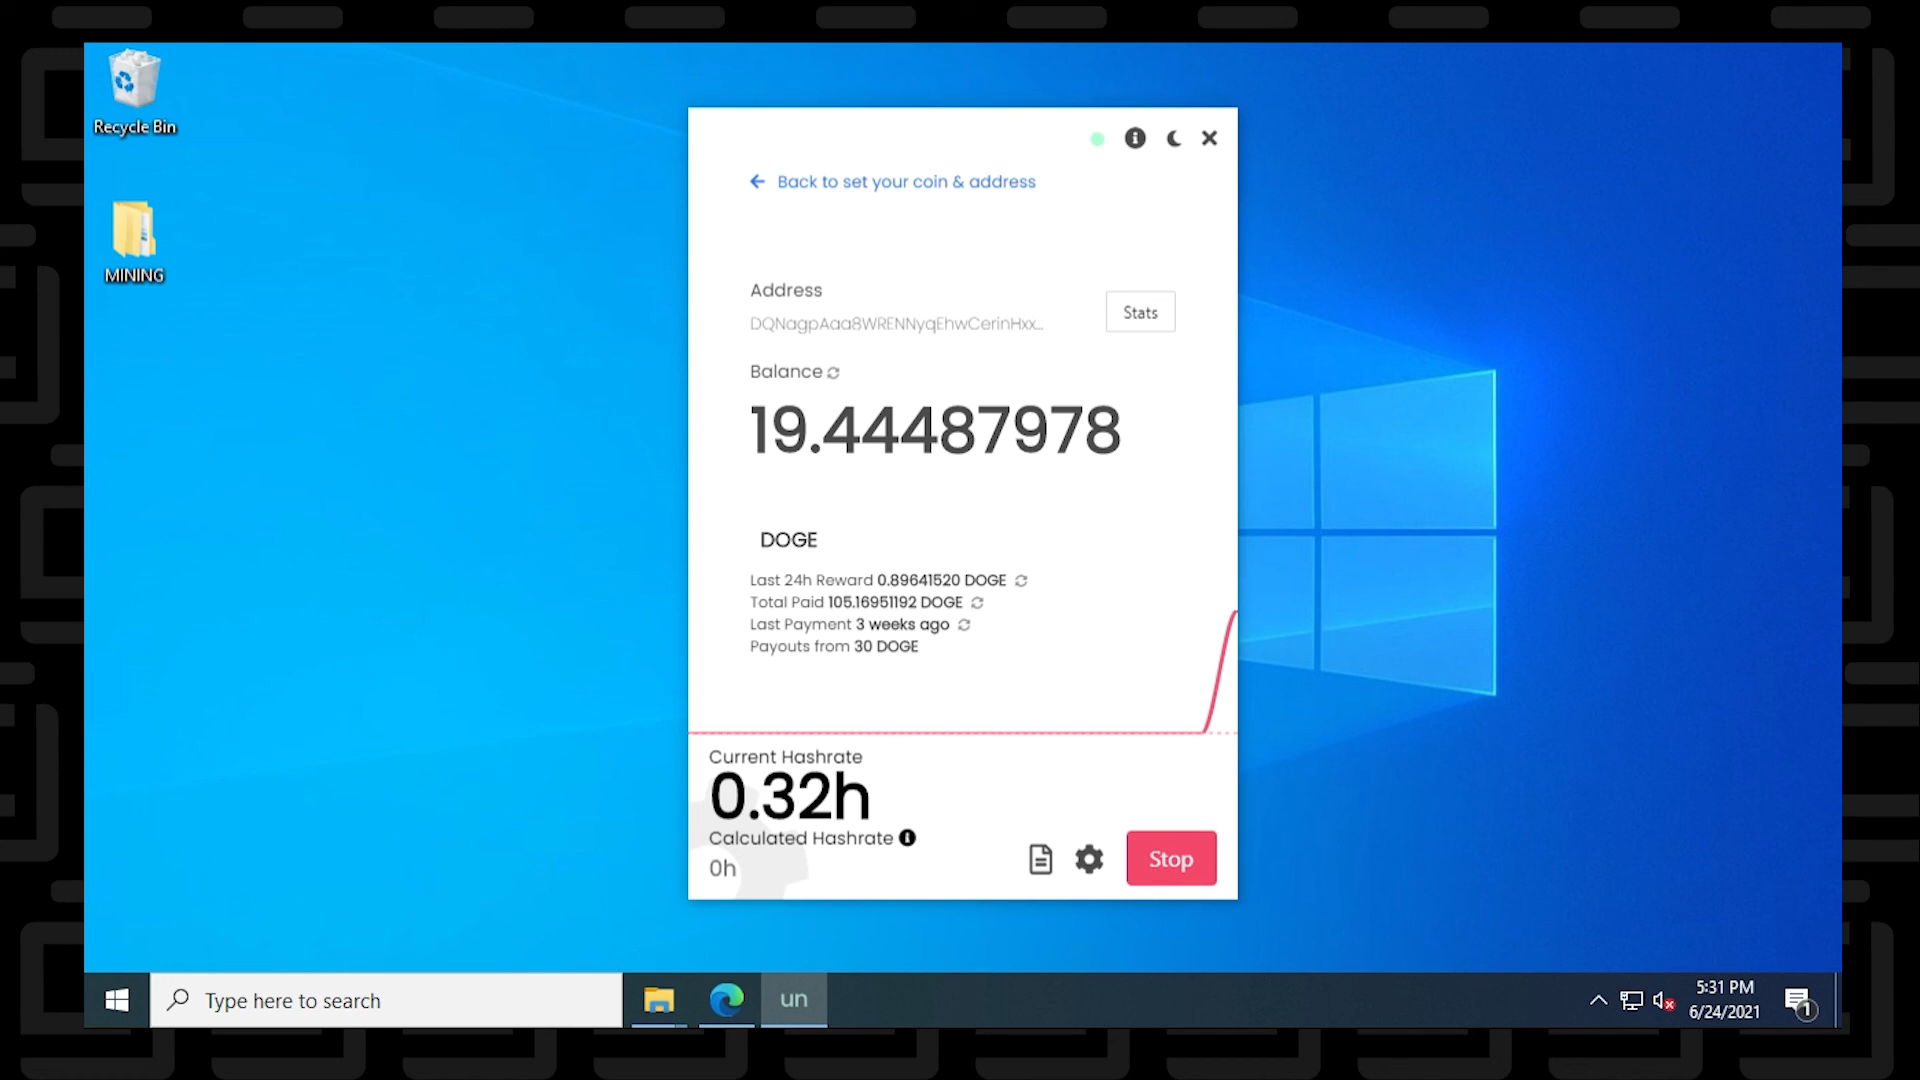 Recycle Bin
MINING
Back to set your coin & address
Address
DQNagpAaa8WRENNyqEhwCerinHxx...
Stats
Balance
19.44487978
DOGE
Last 24h Reward 0.89641520 DOGE
Total Paid 105.16951192 DOGE
Last Payment 3 weeks ago
Payouts from 30 DOGE
Current Hashrate
0.32h
Calculated Hashrate
0h
Stop
Type here to search
un
5:31 PM
6/24/2021
1